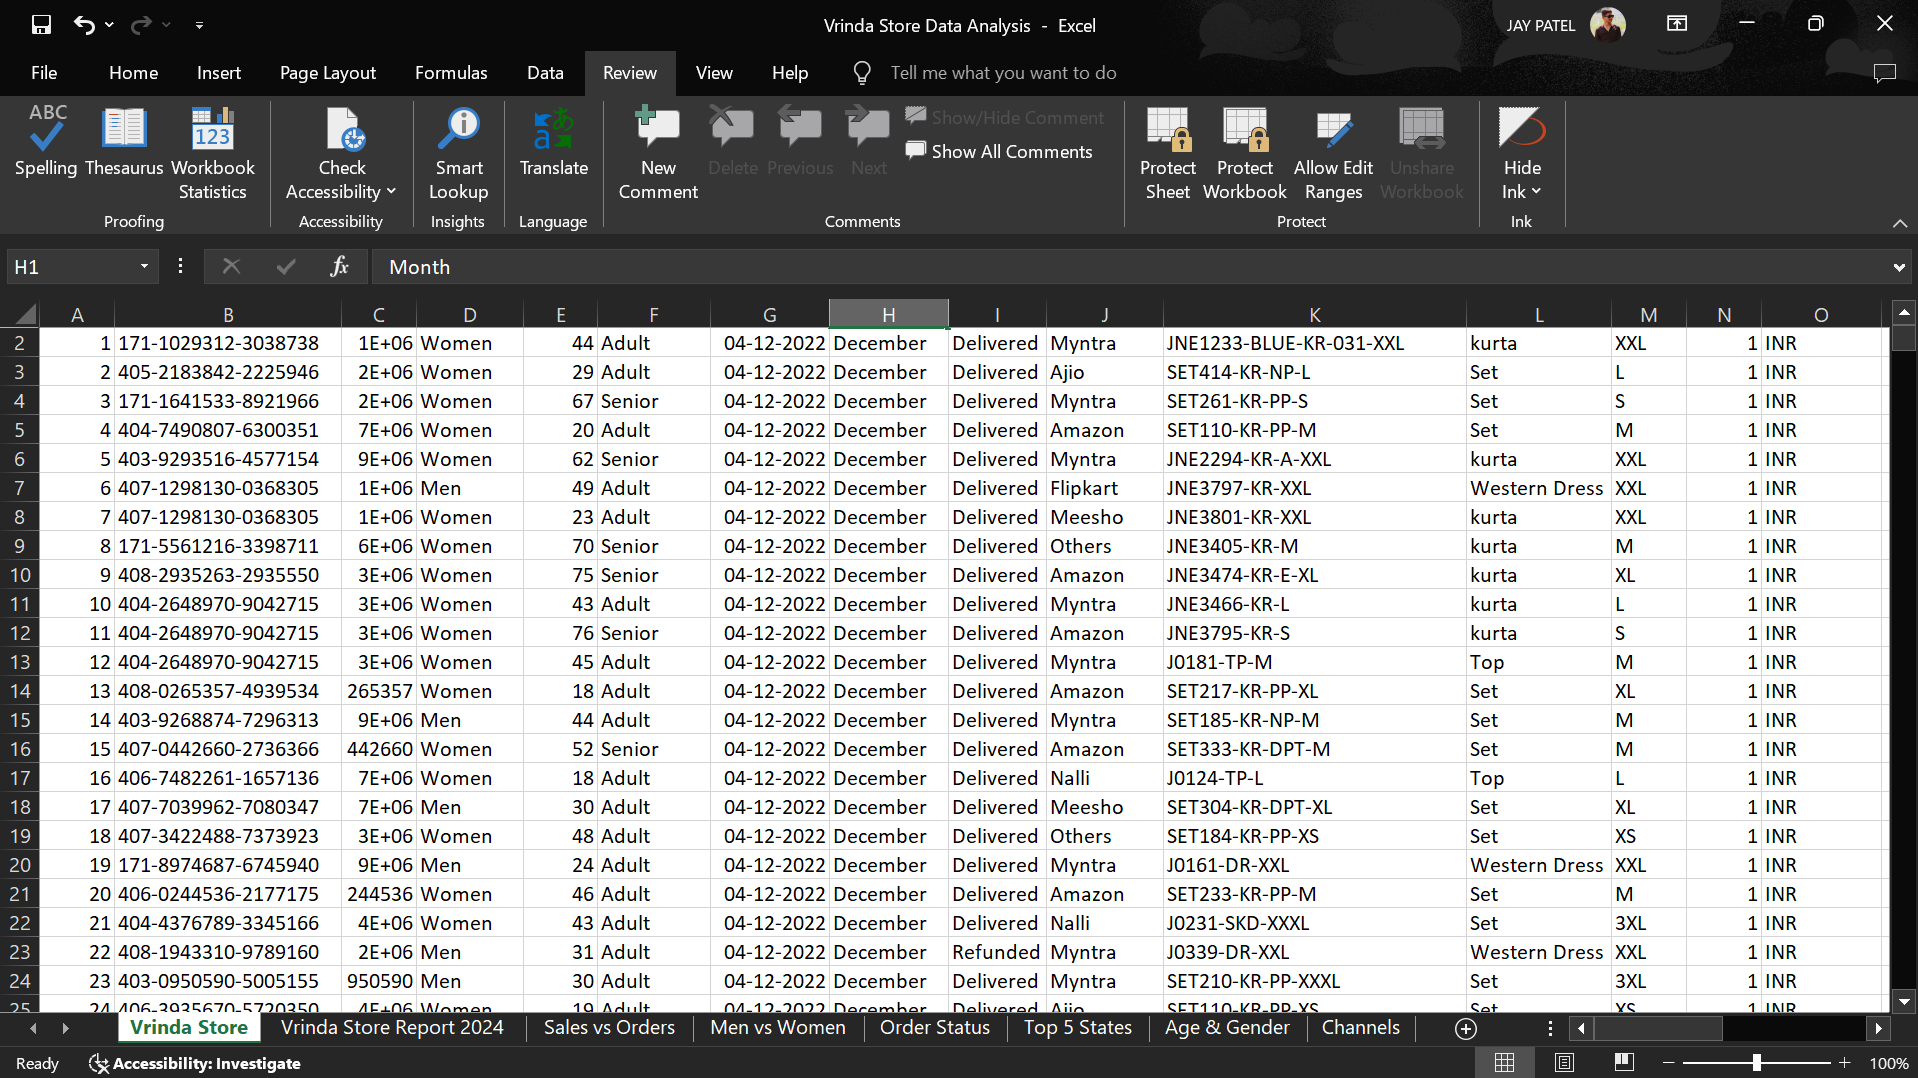 Vrinda Store Data Analysis - Excel
JAY PATEL
File Home Insert Page Layout Formulas Data Review View Help Tell me what you want to do
ABC
Spelling
Thesaurus
123
Workbook Statistics
Proofing
Check Accessibility
Accessibility
Smart Lookup
Insights
Translate
Language
New Comment
Delete
Previous
Next
Show/Hide Comment
Show All Comments
Comments
Protect Sheet
Protect Workbook
Allow Edit Ranges
Unshare Workbook
Protect
Hide Ink
Ink
H1 fx Month
A B C D E F G H I J K L M N O
2 1 171-1029312-3038738 1E+06 Women 44 Adult 04-12-2022 December Delivered Myntra JNE1233-BLUE-KR-031-XXL kurta XXL 1 INR
3 2 405-2183842-2225946 2E+06 Women 29 Adult 04-12-2022 December Delivered Ajio SET414-KR-NP-L Set L 1 INR
4 3 171-1641533-8921966 2E+06 Women 67 Senior 04-12-2022 December Delivered Myntra SET261-KR-PP-S Set S 1 INR
5 4 404-7490807-6300351 7E+06 Women 20 Adult 04-12-2022 December Delivered Amazon SET110-KR-PP-M Set M 1 INR
6 5 403-9293516-4577154 9E+06 Women 62 Senior 04-12-2022 December Delivered Myntra JNE2294-KR-A-XXL kurta XXL 1 INR
7 6 407-1298130-0368305 1E+06 Men 49 Adult 04-12-2022 December Delivered Flipkart JNE3797-KR-XXL Western Dress XXL 1 INR
8 7 407-1298130-0368305 1E+06 Women 23 Adult 04-12-2022 December Delivered Meesho JNE3801-KR-XXL kurta XXL 1 INR
9 8 171-5561216-3398711 6E+06 Women 70 Senior 04-12-2022 December Delivered Others JNE3405-KR-M kurta M 1 INR
10 9 408-2935263-2935550 3E+06 Women 75 Senior 04-12-2022 December Delivered Amazon JNE3474-KR-E-XL kurta XL 1 INR
11 10 404-2648970-9042715 3E+06 Women 43 Adult 04-12-2022 December Delivered Myntra JNE3466-KR-L kurta L 1 INR
12 11 404-2648970-9042715 3E+06 Women 76 Senior 04-12-2022 December Delivered Amazon JNE3795-KR-S kurta S 1 INR
13 12 404-2648970-9042715 3E+06 Women 45 Adult 04-12-2022 December Delivered Myntra J0181-TP-M Top M 1 INR
14 13 408-0265357-4939534 265357 Women 18 Adult 04-12-2022 December Delivered Amazon SET217-KR-PP-XL Set XL 1 INR
15 14 403-9268874-7296313 9E+06 Men 44 Adult 04-12-2022 December Delivered Myntra SET185-KR-NP-M Set M 1 INR
16 15 407-0442660-2736366 442660 Women 52 Senior 04-12-2022 December Delivered Amazon SET333-KR-DPT-M Set M 1 INR
17 16 406-7482261-1657136 7E+06 Women 18 Adult 04-12-2022 December Delivered Nalli J0124-TP-L Top L 1 INR
18 17 407-7039962-7080347 7E+06 Men 30 Adult 04-12-2022 December Delivered Meesho SET304-KR-DPT-XL Set XL 1 INR
19 18 407-3422488-7373923 3E+06 Women 48 Adult 04-12-2022 December Delivered Others SET184-KR-PP-XS Set XS 1 INR
20 19 171-8974687-6745940 9E+06 Men 24 Adult 04-12-2022 December Delivered Myntra J0161-DR-XXL Western Dress XXL 1 INR
21 20 406-0244536-2177175 244536 Women 46 Adult 04-12-2022 December Delivered Amazon SET233-KR-PP-M Set M 1 INR
22 21 404-4376789-3345166 4E+06 Women 43 Adult 04-12-2022 December Delivered Nalli J0231-SKD-XXXL Set 3XL 1 INR
23 22 408-1943310-9789160 2E+06 Men 31 Adult 04-12-2022 December Refunded Myntra J0339-DR-XXL Western Dress XXL 1 INR
24 23 403-0950590-5005155 950590 Men 30 Adult 04-12-2022 December Delivered Myntra SET210-KR-PP-XXXL Set 3XL 1 INR
25 24 406-3935670-5720350 4E+06 Women 19 Adult 04-12-2022 December Delivered Ajio SET110-KR-PP-XS Set XS 1 INR
Vrinda Store Vrinda Store Report 2024 Sales vs Orders Men vs Women Order Status Top 5 States Age & Gender Channels
Ready Accessibility: Investigate 100%